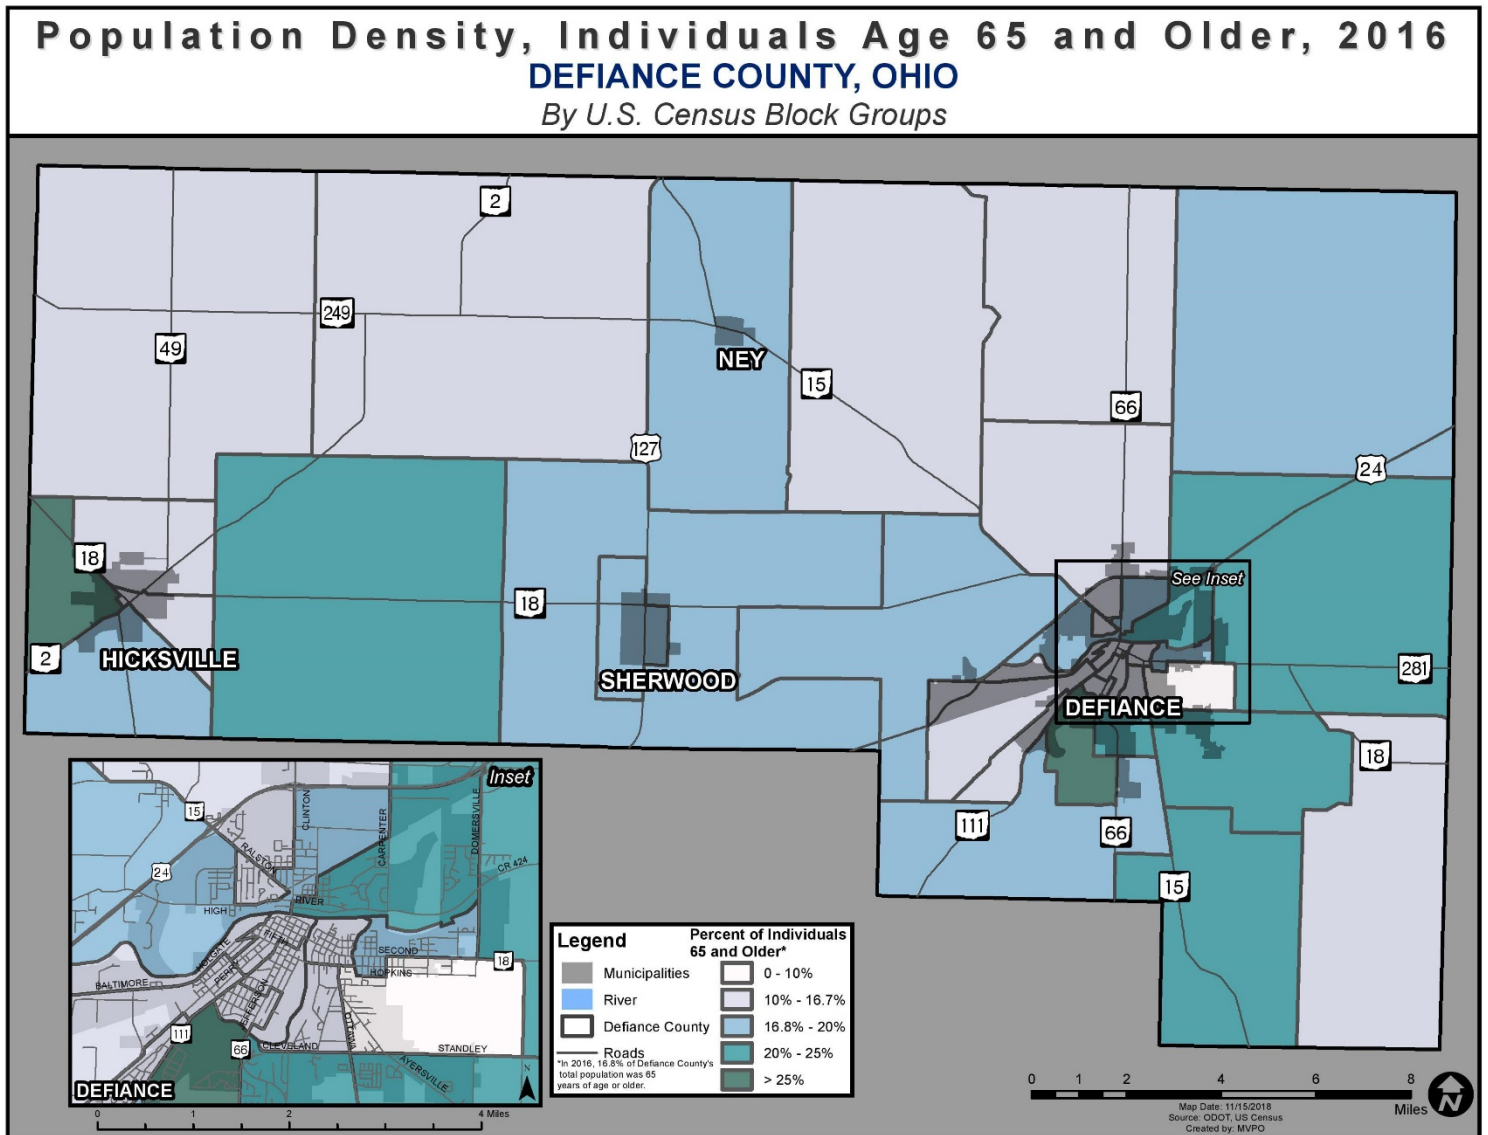 Population Density, Individuals Age 65 and Older, 2016
DEFIANCE COUNTY, OHIO
By U.S. Census Block Groups
2
249
49
NEY
15
66
127
24
18
See Inset
18
2
HICKSVILLE
SHERWOOD
281
DEFIANCE
18
111
66
15
Inset
15
CLINTON
CARPENTER
DOMERSVILLE
RALSTON
24
CR 424
HIGH
RIVER
FIFTH
HOLGATE
PERRY
SECOND
18
HOPKINS
BALTIMORE
JEFFERSON
OTTAWA
111
66
CLEVELAND
STANDLEY
AYERSVILLE
N
DEFIANCE
0 1 2 4 Miles
Legend
Municipalities
River
Defiance County
Roads
*In 2016, 16.8% of Defiance County's
total population was 65
years of age or older.
Percent of Individuals
65 and Older*
0 - 10%
10% - 16.7%
16.8% - 20%
20% - 25%
> 25%
0 1 2 4 6 8
Miles
N
Map Date: 11/15/2018
Source: ODOT, US Census
Created by: MVPO